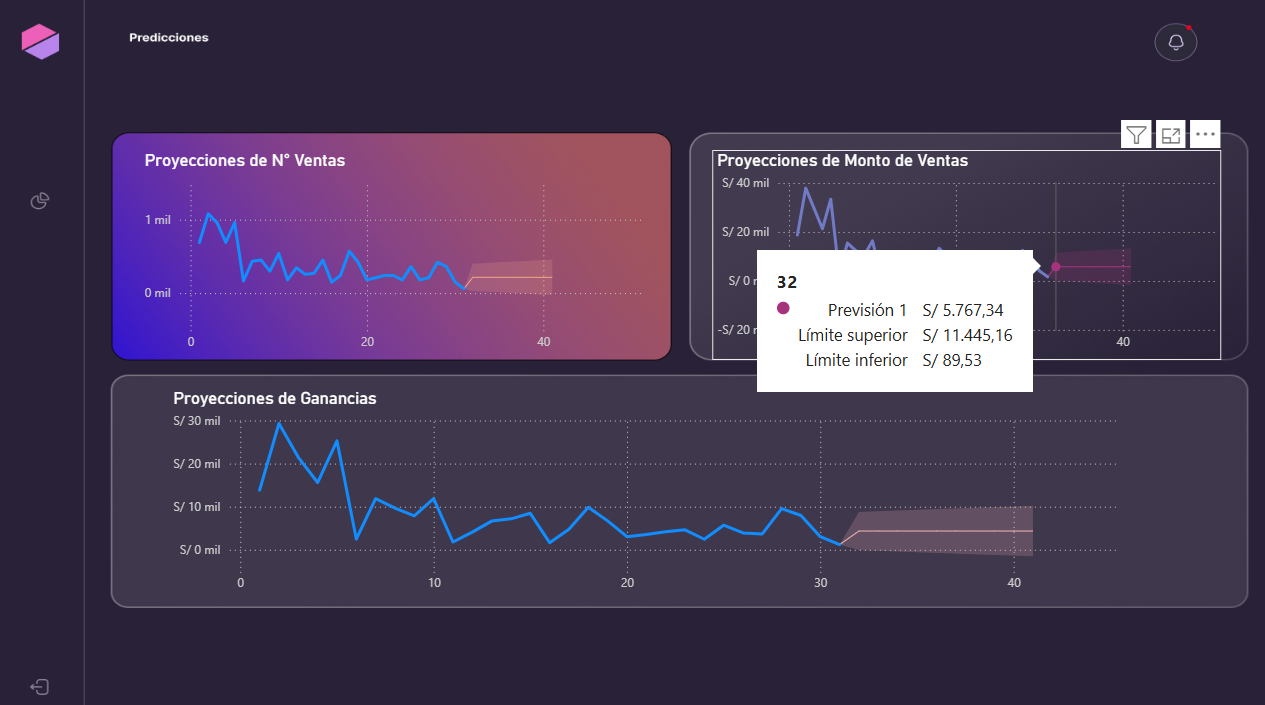 Predicciones
Proyecciones de N° Ventas
1 mil
0 mil
0
20
40
Proyecciones de Monto de Ventas
S/ 40 mil
S/ 20 mil
S/ 0
-S/ 20
40
32
Previsión 1 S/ 5.767,34
Límite superior S/ 11.445,16
Límite inferior S/ 89,53
Proyecciones de Ganancias
S/ 30 mil
S/ 20 mil
S/ 10 mil
S/ 0 mil
0
10
20
30
40